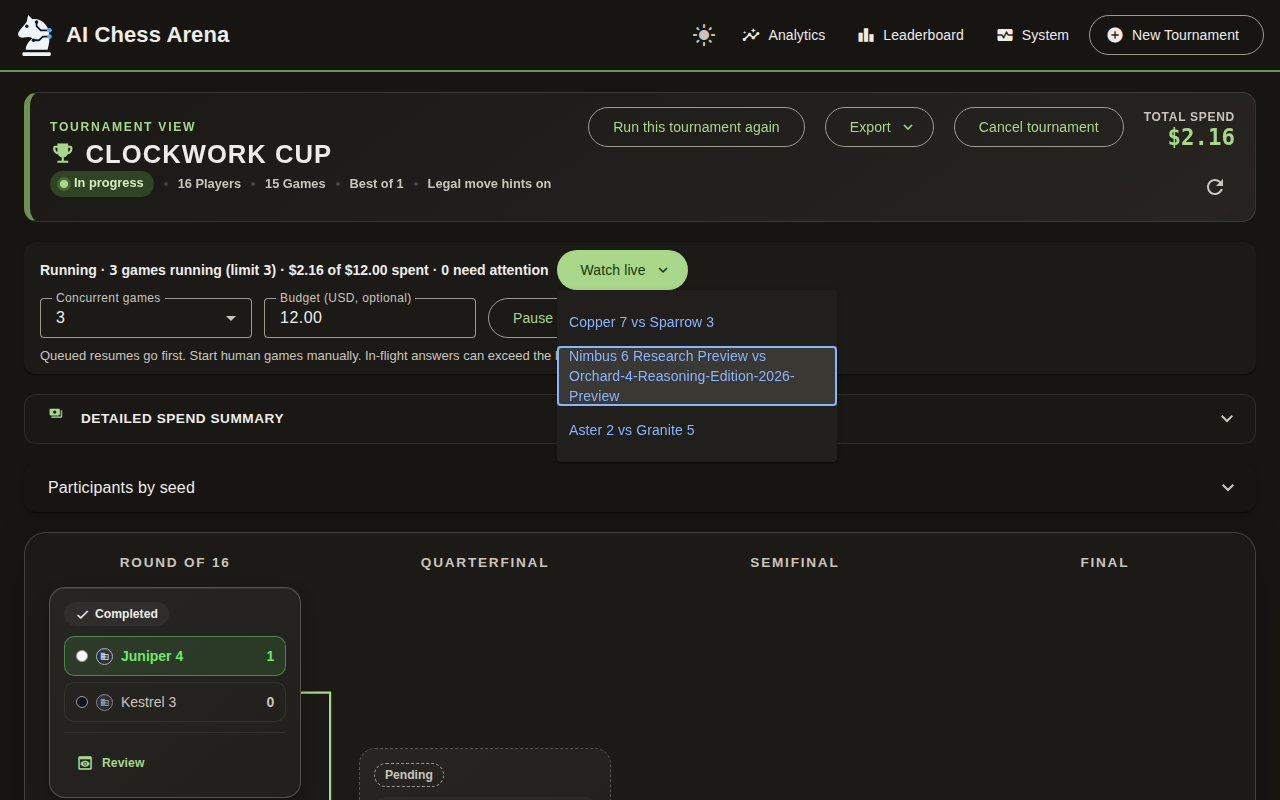 AI Chess Arena
Analytics
Leaderboard
System
New Tournament
TOURNAMENT VIEW
CLOCKWORK CUP
In progress
16 Players
15 Games
Best of 1
Legal move hints on
Run this tournament again
Export
Cancel tournament
TOTAL SPEND
$2.16
Running · 3 games running (limit 3) · $2.16 of $12.00 spent · 0 need attention
Watch live
Concurrent games
3
Budget (USD, optional)
12.00
Pause
Queued resumes go first. Start human games manually. In-flight answers can exceed the
Copper 7 vs Sparrow 3
Nimbus 6 Research Preview vs
Orchard-4-Reasoning-Edition-2026-
Preview
Aster 2 vs Granite 5
DETAILED SPEND SUMMARY
Participants by seed
ROUND OF 16
QUARTERFINAL
SEMIFINAL
FINAL
Completed
Juniper 4
1
Kestrel 3
0
Review
Pending